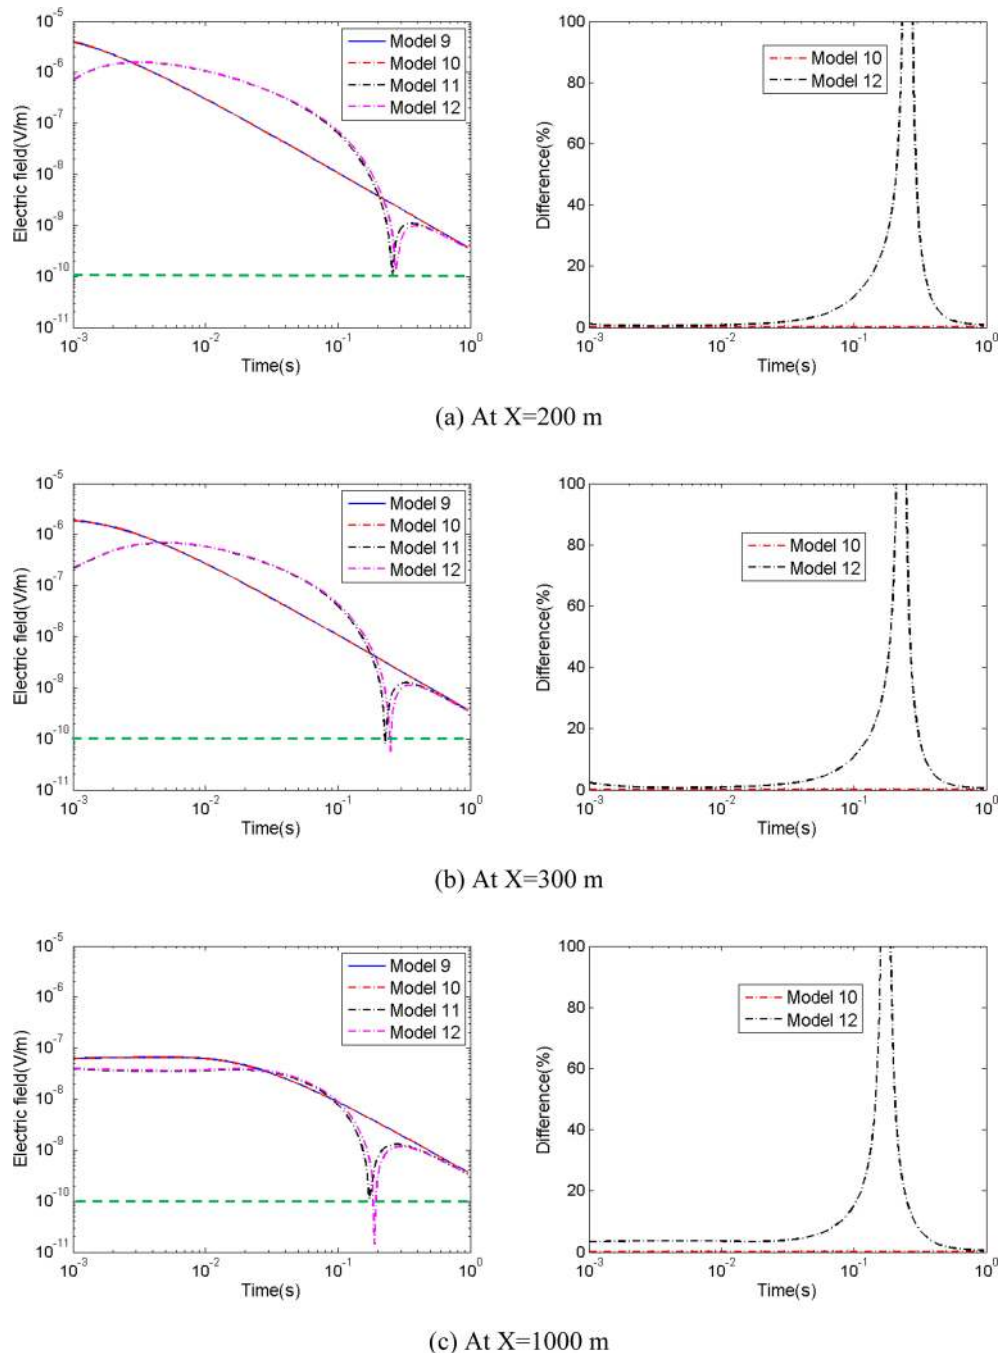 Electric field(V/m)
10^-5
10^-6
10^-7
10^-8
10^-9
10^-10
10^-11
10^-3 10^-2 10^-1 10^0
Time(s)
Model 9
Model 10
Model 11
Model 12
Difference(%)
100
80
60
40
20
0
10^-3 10^-2 10^-1 10^0
Time(s)
Model 10
Model 12
(a) At X=200 m
Electric field(V/m)
10^-5
10^-6
10^-7
10^-8
10^-9
10^-10
10^-11
10^-3 10^-2 10^-1 10^0
Time(s)
Model 9
Model 10
Model 11
Model 12
Difference(%)
100
80
60
40
20
0
10^-3 10^-2 10^-1 10^0
Time(s)
Model 10
Model 12
(b) At X=300 m
Electric field(V/m)
10^-5
10^-6
10^-7
10^-8
10^-9
10^-10
10^-11
10^-3 10^-2 10^-1 10^0
Time(s)
Model 9
Model 10
Model 11
Model 12
Difference(%)
100
80
60
40
20
0
10^-3 10^-2 10^-1 10^0
Time(s)
Model 10
Model 12
(c) At X=1000 m